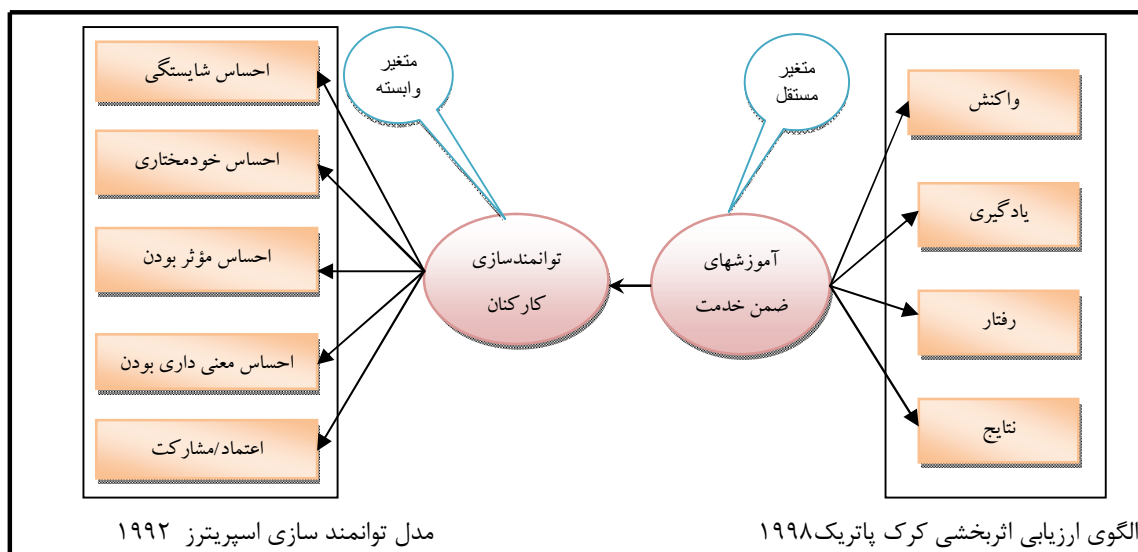 متغیر
مستقل
متغیر
وابسته
واکنش
یادگیری
رفتار
نتایج
آموزشهای
ضمن خدمت
توانمندسازی
کارکنان
احساس شایستگی
احساس خودمختاری
احساس مؤثر بودن
احساس معنی داری بودن
اعتماد/مشارکت
الگوی ارزیابی اثربخشی کرک پاتریک۱۹۹۸
مدل توانمند سازی اسپریترز ۱۹۹۲